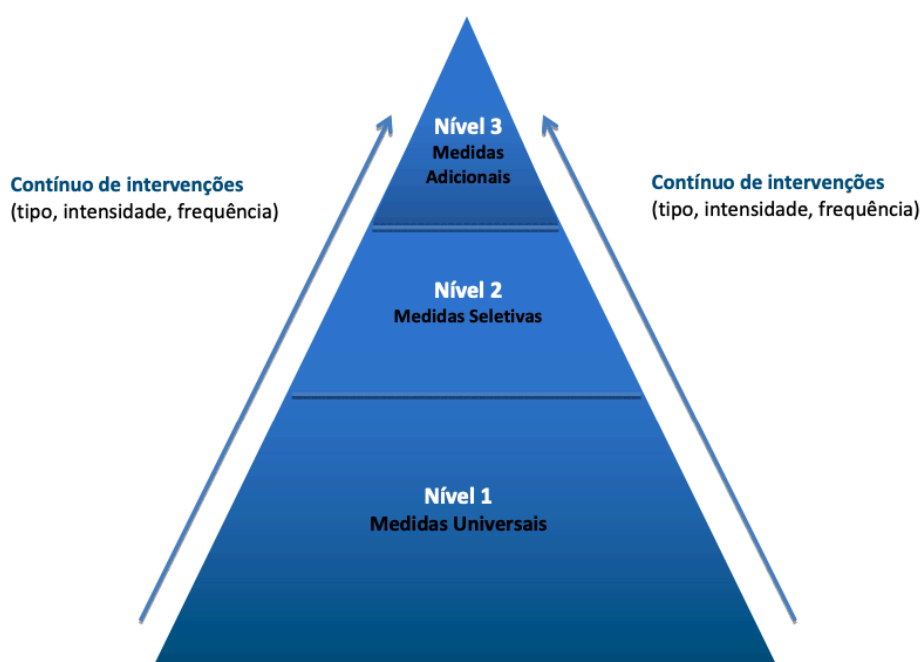 Nível 3
Medidas
Adicionais
Contínuo de intervenções
(tipo, intensidade, frequência)
Contínuo de intervenções
(tipo, intensidade, frequência)
Nível 2
Medidas Seletivas
Nível 1
Medidas Universais